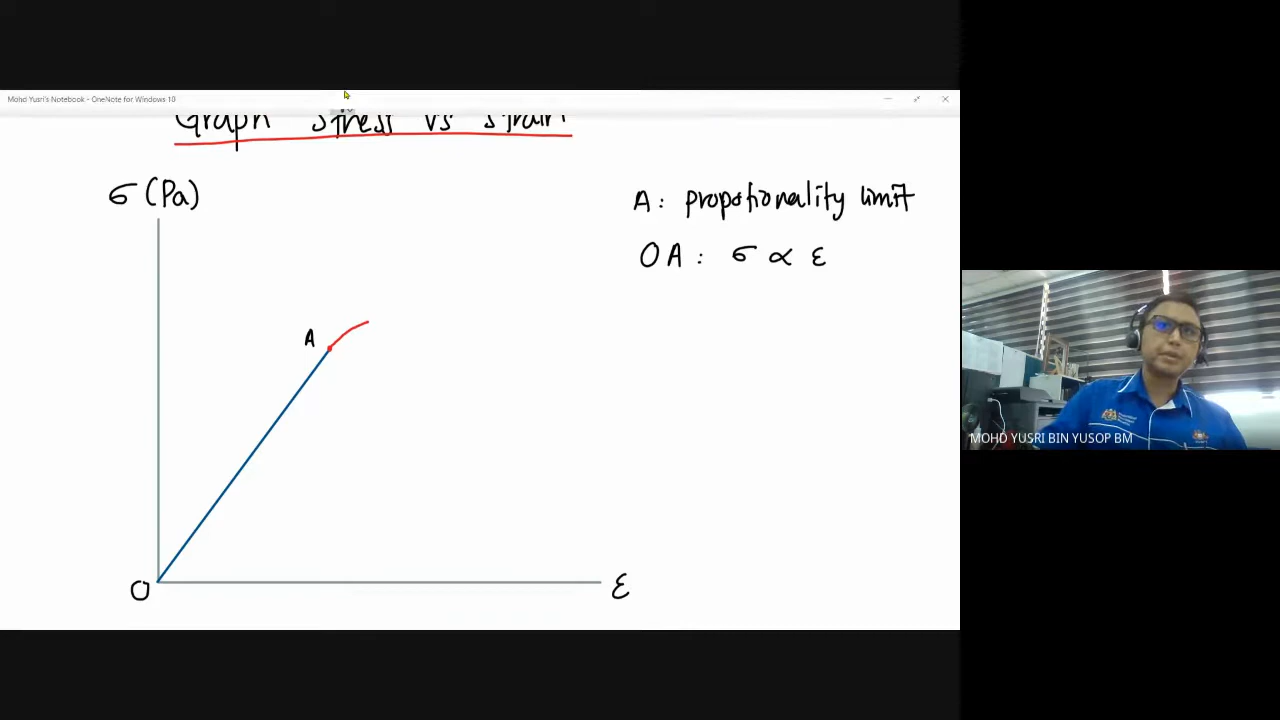 Mohd Yusri's Notebook - OneNote for Windows 10
Graph Stress vs Strain
σ (Pa)
A: propotionality limit
OA: σ ∝ ε
A
O
ε
MOHD YUSRI BIN YUSOP BM